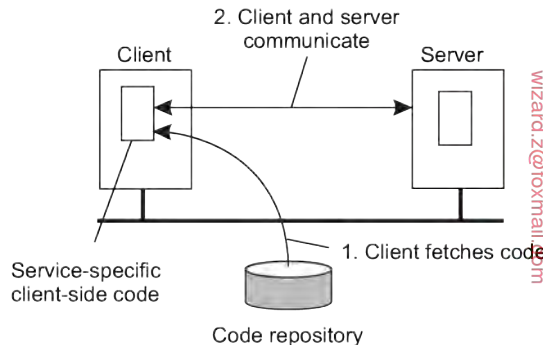 2. Client and server
communicate
Client
Server
1. Client fetches code
Service-specific
client-side code
Code repository
wizard.z@foxmail.com